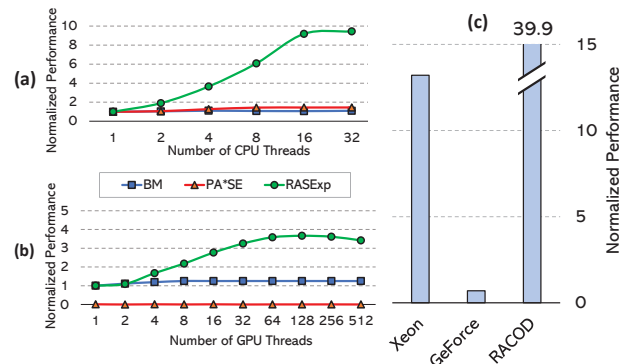 (a)
Normalized Performance
10
8
6
4
2
0
1 2 4 8 16 32
Number of CPU Threads
BM PA*SE RASExp
(b)
Normalized Performance
5
4
3
2
1
0
1 2 4 8 16 32 64 128 256 512
Number of GPU Threads
(c)
39.9
15
10
5
0
Normalized Performance
Xeon
GeForce
RACOD